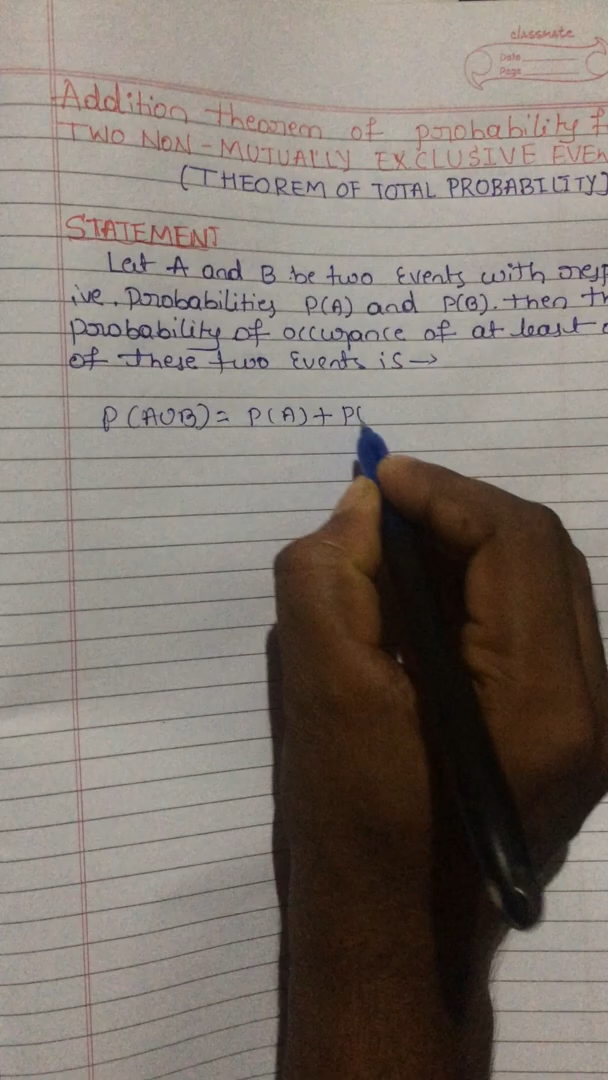 classmate
Date
Page
Addition theorem of probability f
TWO NON-MUTUALLY EXCLUSIVE EVEN
(THEOREM OF TOTAL PROBABILITY)
STATEMENT
Let A and B be two Events with resp
ive. probabilities P(A) and P(B). then th
probability of occurance of at least o
of these two Events is →
P(A∪B) = P(A) + P(